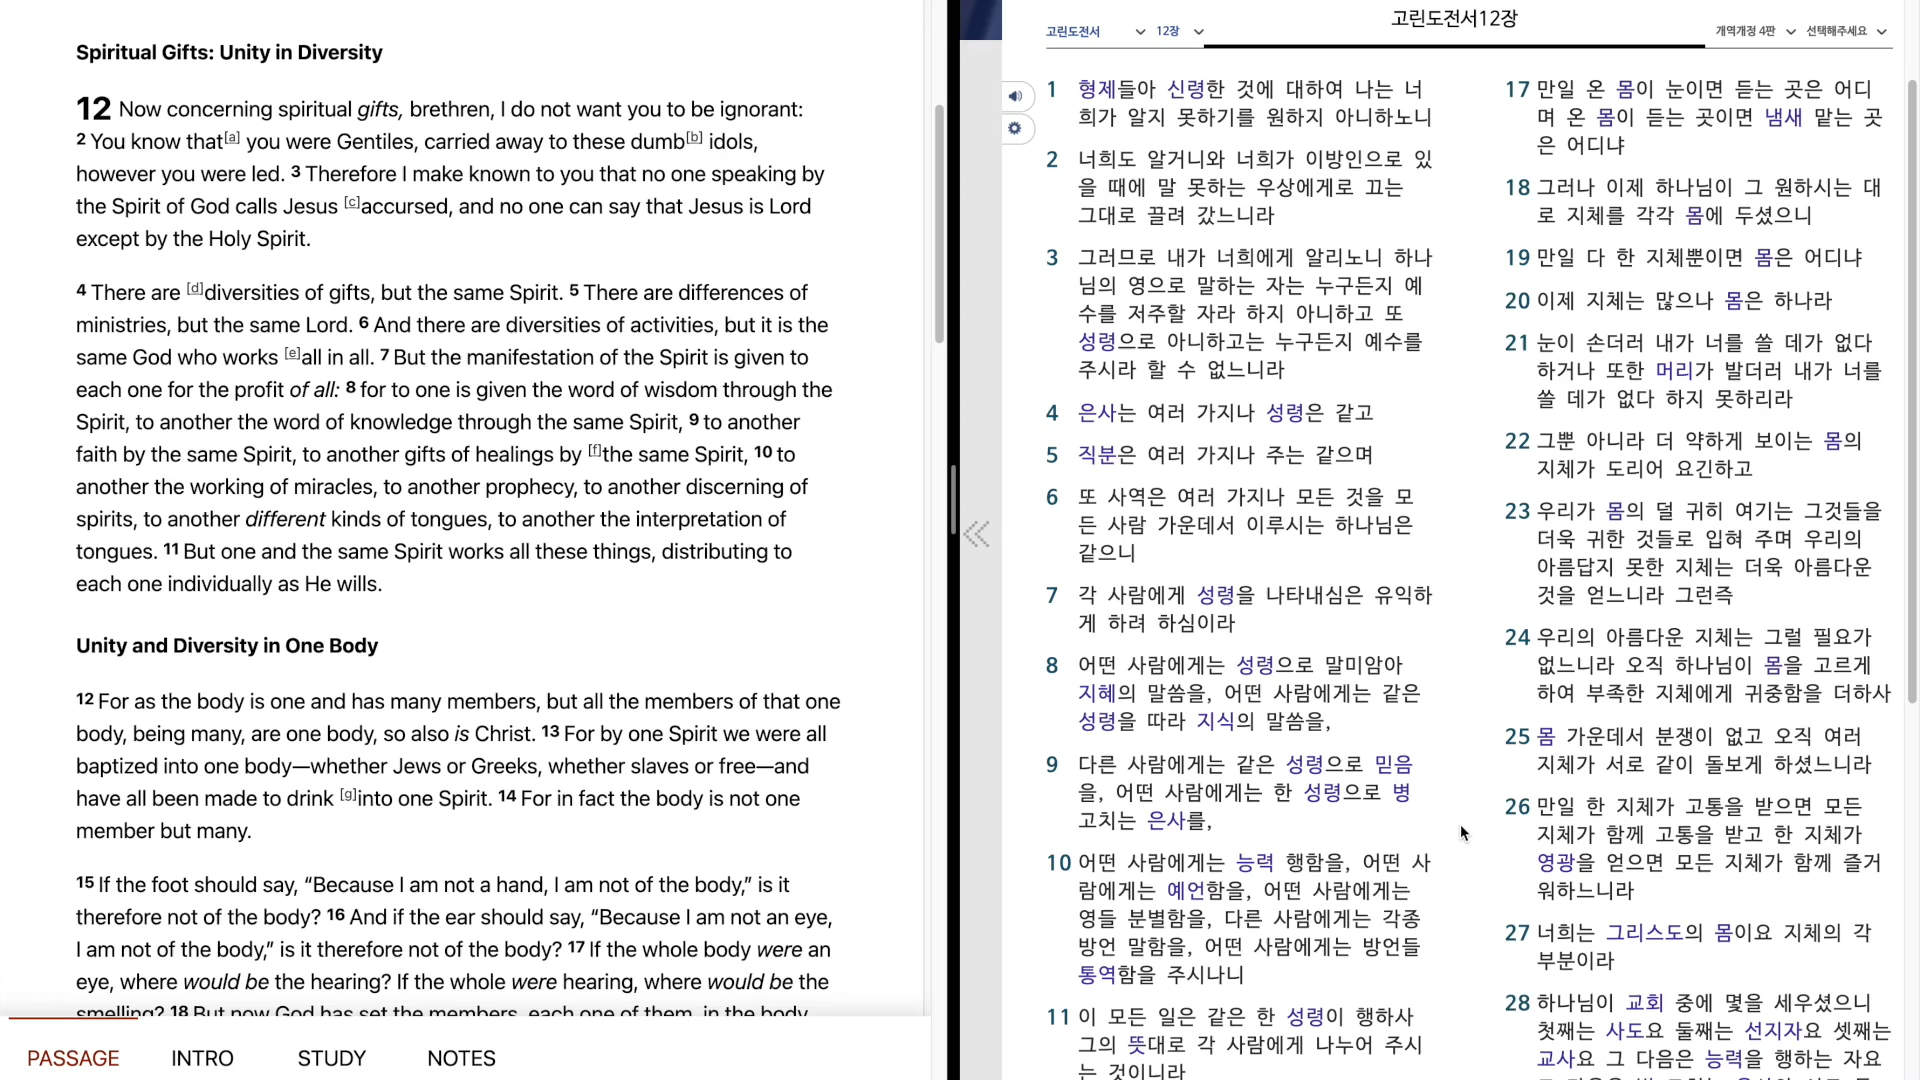 Spiritual Gifts: Unity in Diversity
12 Now concerning spiritual gifts, brethren, I do not want you to be ignorant:
2 You know that[a] you were Gentiles, carried away to these dumb[b] idols,
however you were led. 3 Therefore I make known to you that no one speaking by
the Spirit of God calls Jesus [c]accursed, and no one can say that Jesus is Lord
except by the Holy Spirit.
4 There are [d]diversities of gifts, but the same Spirit. 5 There are differences of
ministries, but the same Lord. 6 And there are diversities of activities, but it is the
same God who works [e]all in all. 7 But the manifestation of the Spirit is given to
each one for the profit of all: 8 for to one is given the word of wisdom through the
Spirit, to another the word of knowledge through the same Spirit, 9 to another
faith by the same Spirit, to another gifts of healings by [f]the same Spirit, 10 to
another the working of miracles, to another prophecy, to another discerning of
spirits, to another different kinds of tongues, to another the interpretation of
tongues. 11 But one and the same Spirit works all these things, distributing to
each one individually as He wills.
Unity and Diversity in One Body
12 For as the body is one and has many members, but all the members of that one
body, being many, are one body, so also is Christ. 13 For by one Spirit we were all
baptized into one body—whether Jews or Greeks, whether slaves or free—and
have all been made to drink [g]into one Spirit. 14 For in fact the body is not one
member but many.
15 If the foot should say, “Because I am not a hand, I am not of the body,” is it
therefore not of the body? 16 And if the ear should say, “Because I am not an eye,
I am not of the body,” is it therefore not of the body? 17 If the whole body were an
eye, where would be the hearing? If the whole were hearing, where would be the
smelling? 18 But now God has set the members, each one of them, in the body
PASSAGE INTRO STUDY NOTES
고린도전서 12장
고린도전서12장
개역개정 4판 선택해주세요
1 형제들아 신령한 것에 대하여 나는 너
희가 알지 못하기를 원하지 아니하노니
2 너희도 알거니와 너희가 이방인으로 있
을 때에 말 못하는 우상에게로 끄는
그대로 끌려 갔느니라
3 그러므로 내가 너희에게 알리노니 하나
님의 영으로 말하는 자는 누구든지 예
수를 저주할 자라 하지 아니하고 또
성령으로 아니하고는 누구든지 예수를
주시라 할 수 없느니라
4 은사는 여러 가지나 성령은 같고
5 직분은 여러 가지나 주는 같으며
6 또 사역은 여러 가지나 모든 것을 모
든 사람 가운데서 이루시는 하나님은
같으니
7 각 사람에게 성령을 나타내심은 유익하
게 하려 하심이라
8 어떤 사람에게는 성령으로 말미암아
지혜의 말씀을, 어떤 사람에게는 같은
성령을 따라 지식의 말씀을,
9 다른 사람에게는 같은 성령으로 믿음
을, 어떤 사람에게는 한 성령으로 병
고치는 은사를,
10 어떤 사람에게는 능력 행함을, 어떤 사
람에게는 예언함을, 어떤 사람에게는
영들 분별함을, 다른 사람에게는 각종
방언 말함을, 어떤 사람에게는 방언들
통역함을 주시나니
11 이 모든 일은 같은 한 성령이 행하사
그의 뜻대로 각 사람에게 나누어 주시
는 것이니라
17 만일 온 몸이 눈이면 듣는 곳은 어디
며 온 몸이 듣는 곳이면 냄새 맡는 곳
은 어디냐
18 그러나 이제 하나님이 그 원하시는 대
로 지체를 각각 몸에 두셨으니
19 만일 다 한 지체뿐이면 몸은 어디냐
20 이제 지체는 많으나 몸은 하나라
21 눈이 손더러 내가 너를 쓸 데가 없다
하거나 또한 머리가 발더러 내가 너를
쓸 데가 없다 하지 못하리라
22 그뿐 아니라 더 약하게 보이는 몸의
지체가 도리어 요긴하고
23 우리가 몸의 덜 귀히 여기는 그것들을
더욱 귀한 것들로 입혀 주며 우리의
아름답지 못한 지체는 더욱 아름다운
것을 얻느니라 그런즉
24 우리의 아름다운 지체는 그럴 필요가
없느니라 오직 하나님이 몸을 고르게
하여 부족한 지체에게 귀중함을 더하사
25 몸 가운데서 분쟁이 없고 오직 여러
지체가 서로 같이 돌보게 하셨느니라
26 만일 한 지체가 고통을 받으면 모든
지체가 함께 고통을 받고 한 지체가
영광을 얻으면 모든 지체가 함께 즐거
워하느니라
27 너희는 그리스도의 몸이요 지체의 각
부분이라
28 하나님이 교회 중에 몇을 세우셨으니
첫째는 사도요 둘째는 선지자요 셋째는
교사요 그 다음은 능력을 행하는 자요